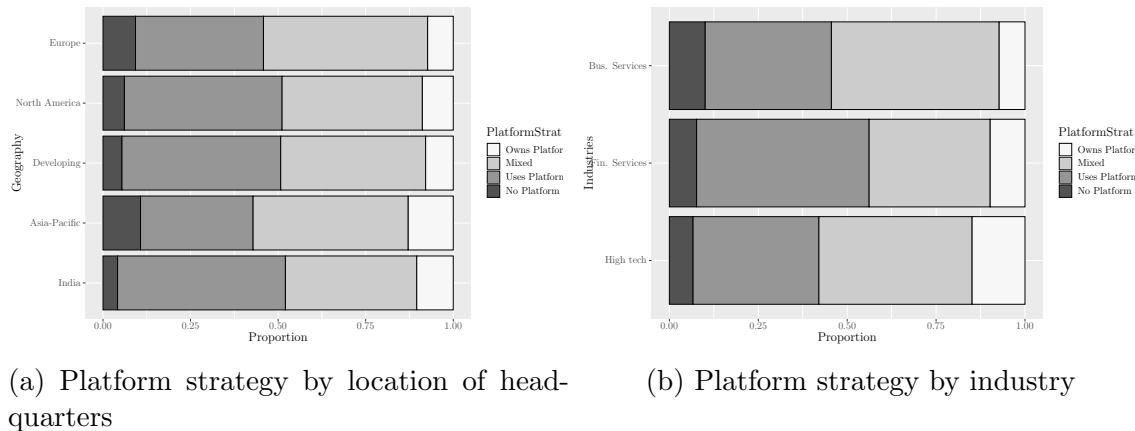 Europe
North America
Developing
Asia-Pacific
India
Geography
0.00 0.25 0.50 0.75 1.00
Proportion
PlatformStrat
Owns Platfor
Mixed
Uses Platform
No Platform
Bus. Services
Fin. Services
High tech
Industries
0.00 0.25 0.50 0.75 1.00
Proportion
PlatformStrat
Owns Platfor
Mixed
Uses Platform
No Platform
(a) Platform strategy by location of head-
quarters
(b) Platform strategy by industry